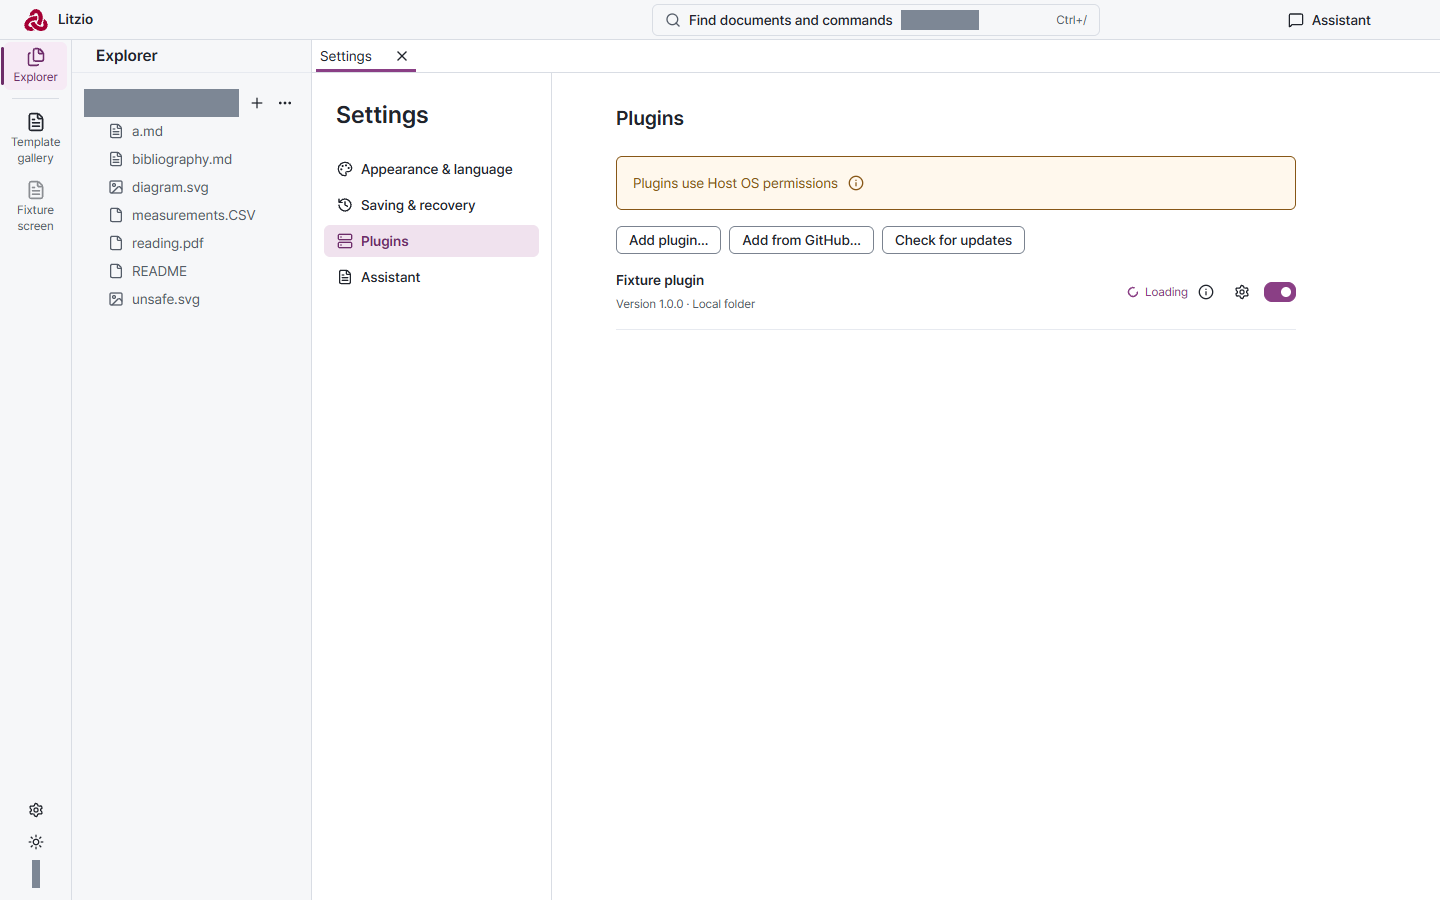 Litzio
Find documents and commands
Ctrl+/
Assistant
Explorer
Template
gallery
Fixture
screen
Explorer
a.md
bibliography.md
diagram.svg
measurements.CSV
reading.pdf
README
unsafe.svg
Settings
Settings
Appearance & language
Saving & recovery
Plugins
Assistant
Plugins
Plugins use Host OS permissions
Add plugin...
Add from GitHub...
Check for updates
Fixture plugin
Version 1.0.0 · Local folder
Loading